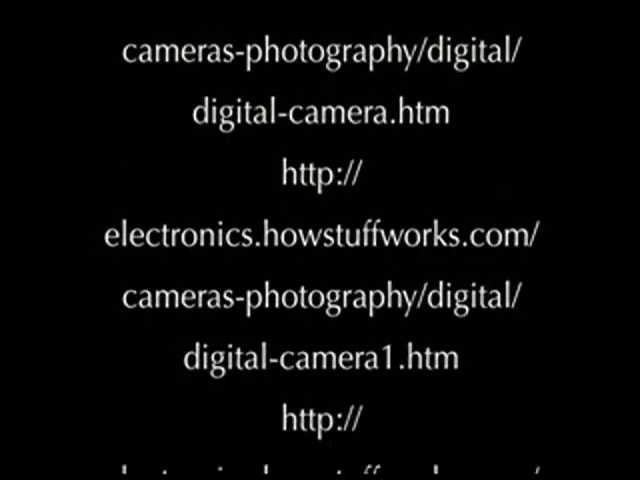 cameras-photography/digital/
digital-camera.htm
http://
electronics.howstuffworks.com/
cameras-photography/digital/
digital-camera1.htm
http://